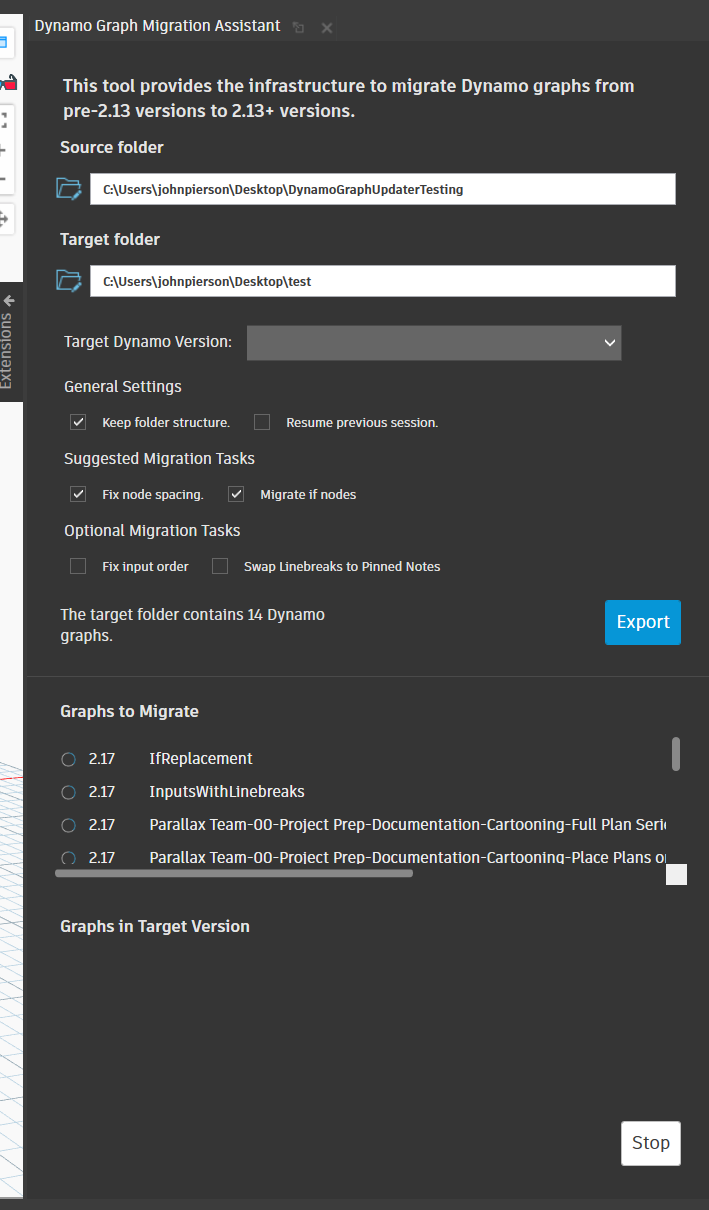 Dynamo Graph Migration Assistant
This tool provides the infrastructure to migrate Dynamo graphs from
pre-2.13 versions to 2.13+ versions.
Source folder
C:\Users\johnpierson\Desktop\DynamoGraphUpdaterTesting
Target folder
C:\Users\johnpierson\Desktop\test
Extensions
Target Dynamo Version:
General Settings
Keep folder structure. Resume previous session.
Suggested Migration Tasks
Fix node spacing. Migrate if nodes
Optional Migration Tasks
Fix input order Swap Linebreaks to Pinned Notes
The target folder contains 14 Dynamo
graphs.
Export
Graphs to Migrate
2.17 IfReplacement
2.17 InputsWithLinebreaks
2.17 Parallax Team-00-Project Prep-Documentation-Cartooning-Full Plan
2.17 Parallax Team-00-Project Prep-Documentation-Cartooning-Place Plans
Graphs in Target Version
Stop